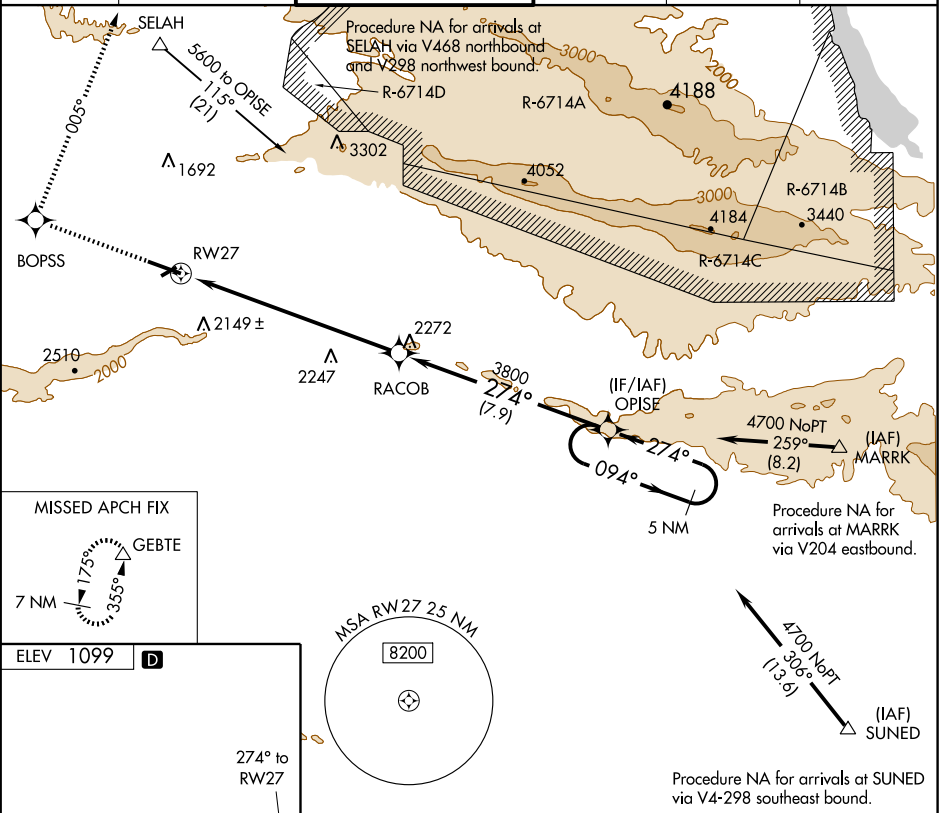 SELAH
Procedure NA for arrivals at
SELAH via V468 northbound
and V298 northwest bound.
5600 to OPISE
115°
(21)
005°
R-6714D
3000
2000
R-6714A
4188
3302
1692
4052
3000
R-6714B
4184
3440
R-6714C
BOPSS
RW27
2149 ±
2272
2247
2510
2000
RACOB
3800
274°
(7.9)
(IF/IAF)
OPISE
4700 NoPT
259°
(8.2)
(IAF)
MARRK
274°
094°
5 NM
Procedure NA for
arrivals at MARRK
via V204 eastbound.
MISSED APCH FIX
GEBTE
175°
355°
7 NM
MSA RW27 25 NM
8200
4700 NoPT
306°
(13.6)
(IAF)
SUNED
ELEV 1099 D
274° to
RW27
Procedure NA for arrivals at SUNED
via V4-298 southeast bound.